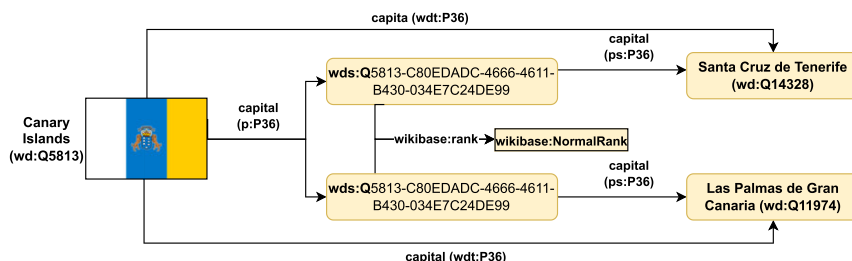 capita (wdt:P36)
capital
(ps:P36)
wds:Q5813-C80EDADC-4666-4611-
B430-034E7C24DE99
Santa Cruz de Tenerife
(wd:Q14328)
Canary
Islands
(wd:Q5813)
capital
(p:P36)
wikibase:rank
wikibase:NormalRank
capital
(ps:P36)
wds:Q5813-C80EDADC-4666-4611-
B430-034E7C24DE99
Las Palmas de Gran
Canaria (wd:Q11974)
capital (wdt:P36)